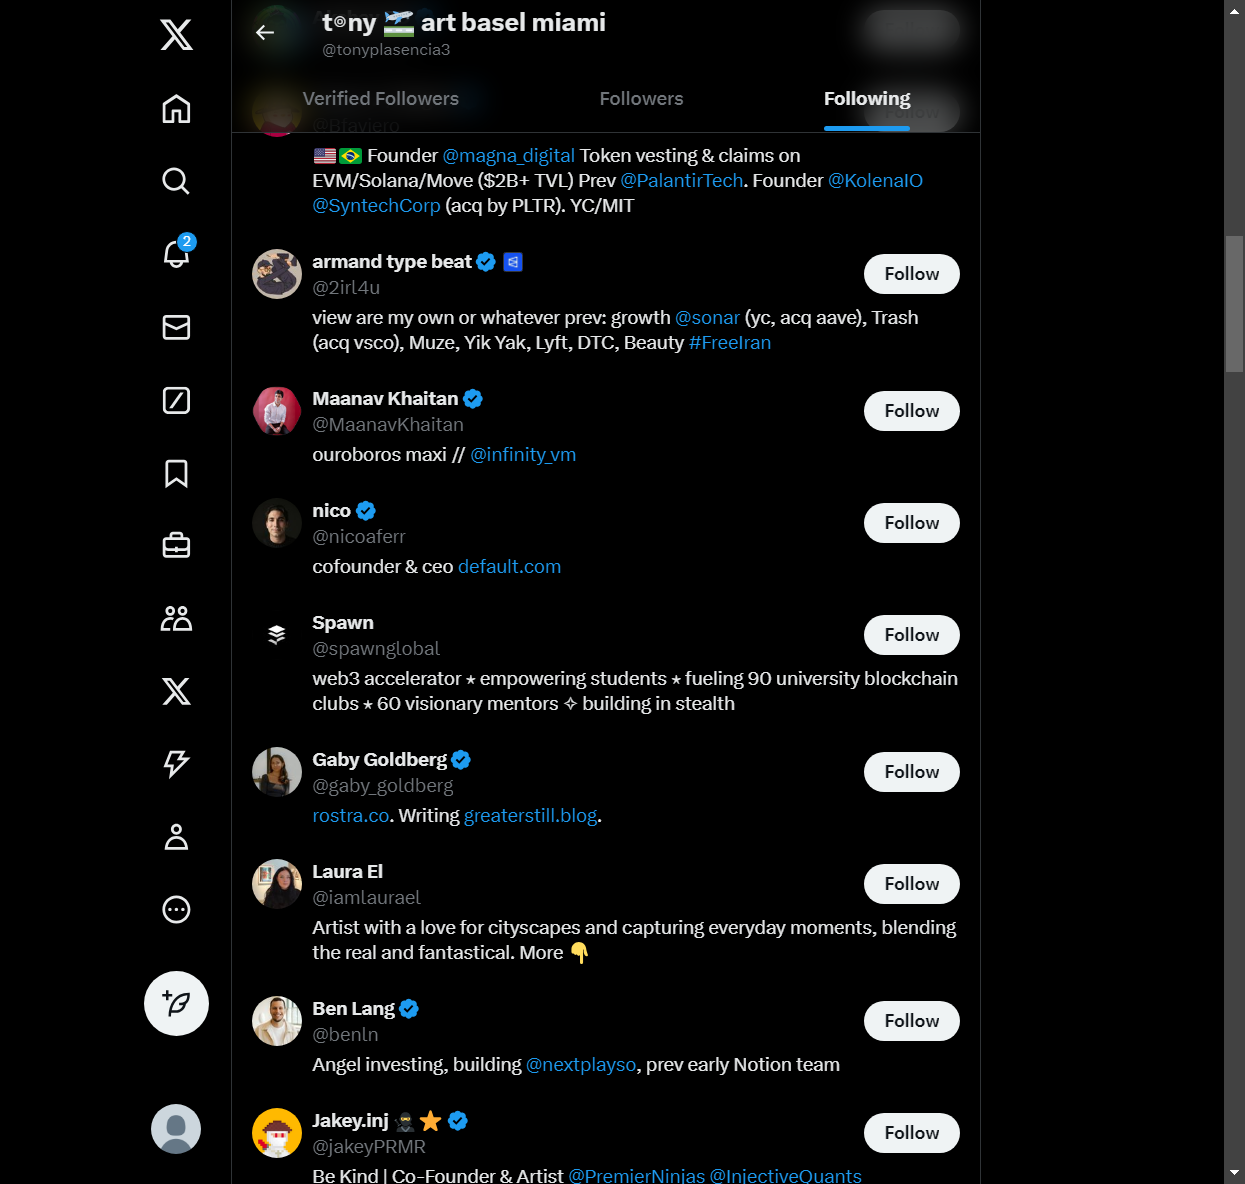 t๏ny 🛫 art basel miami
@tonyplasencia3
Verified Followers
Followers
Following
@Bfaviero
Follow
🇺🇸🇧🇷 Founder @magna_digital Token vesting & claims on
EVM/Solana/Move ($2B+ TVL) Prev @PalantirTech. Founder @KolenaIO
@SyntechCorp (acq by PLTR). YC/MIT
2
armand type beat
Follow
@2irl4u
view are my own or whatever prev: growth @sonar (yc, acq aave), Trash
(acq vsco), Muze, Yik Yak, Lyft, DTC, Beauty #FreeIran
Maanav Khaitan
Follow
@MaanavKhaitan
ouroboros maxi // @infinity_vm
nico
Follow
@nicoaferr
cofounder & ceo default.com
Spawn
Follow
@spawnglobal
web3 accelerator ⋆ empowering students ⋆ fueling 90 university blockchain
clubs ⋆ 60 visionary mentors ✧ building in stealth
Gaby Goldberg
Follow
@gaby_goldberg
rostra.co. Writing greaterstill.blog.
Laura El
Follow
@iamlaurael
Artist with a love for cityscapes and capturing everyday moments, blending
the real and fantastical. More 👇
Ben Lang
Follow
@benln
Angel investing, building @nextplayso, prev early Notion team
Jakey.inj 🥷⭐
Follow
@jakeyPRMR
Be Kind | Co-Founder & Artist @PremierNinjas @InjectiveQuants